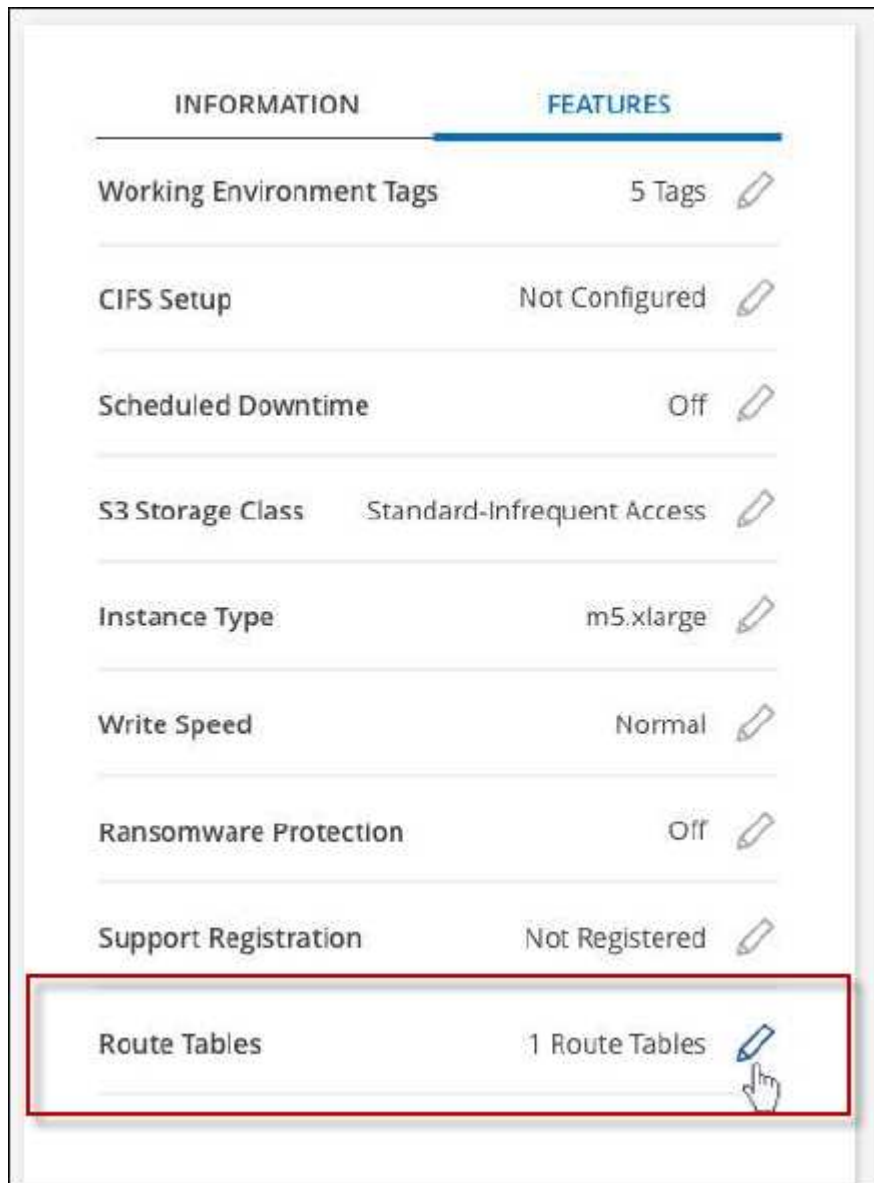 INFORMATION FEATURES
Working Environment Tags 5 Tags
CIFS Setup Not Configured
Scheduled Downtime Off
S3 Storage Class Standard-Infrequent Access
Instance Type m5.xlarge
Write Speed Normal
Ransomware Protection Off
Support Registration Not Registered
Route Tables 1 Route Tables